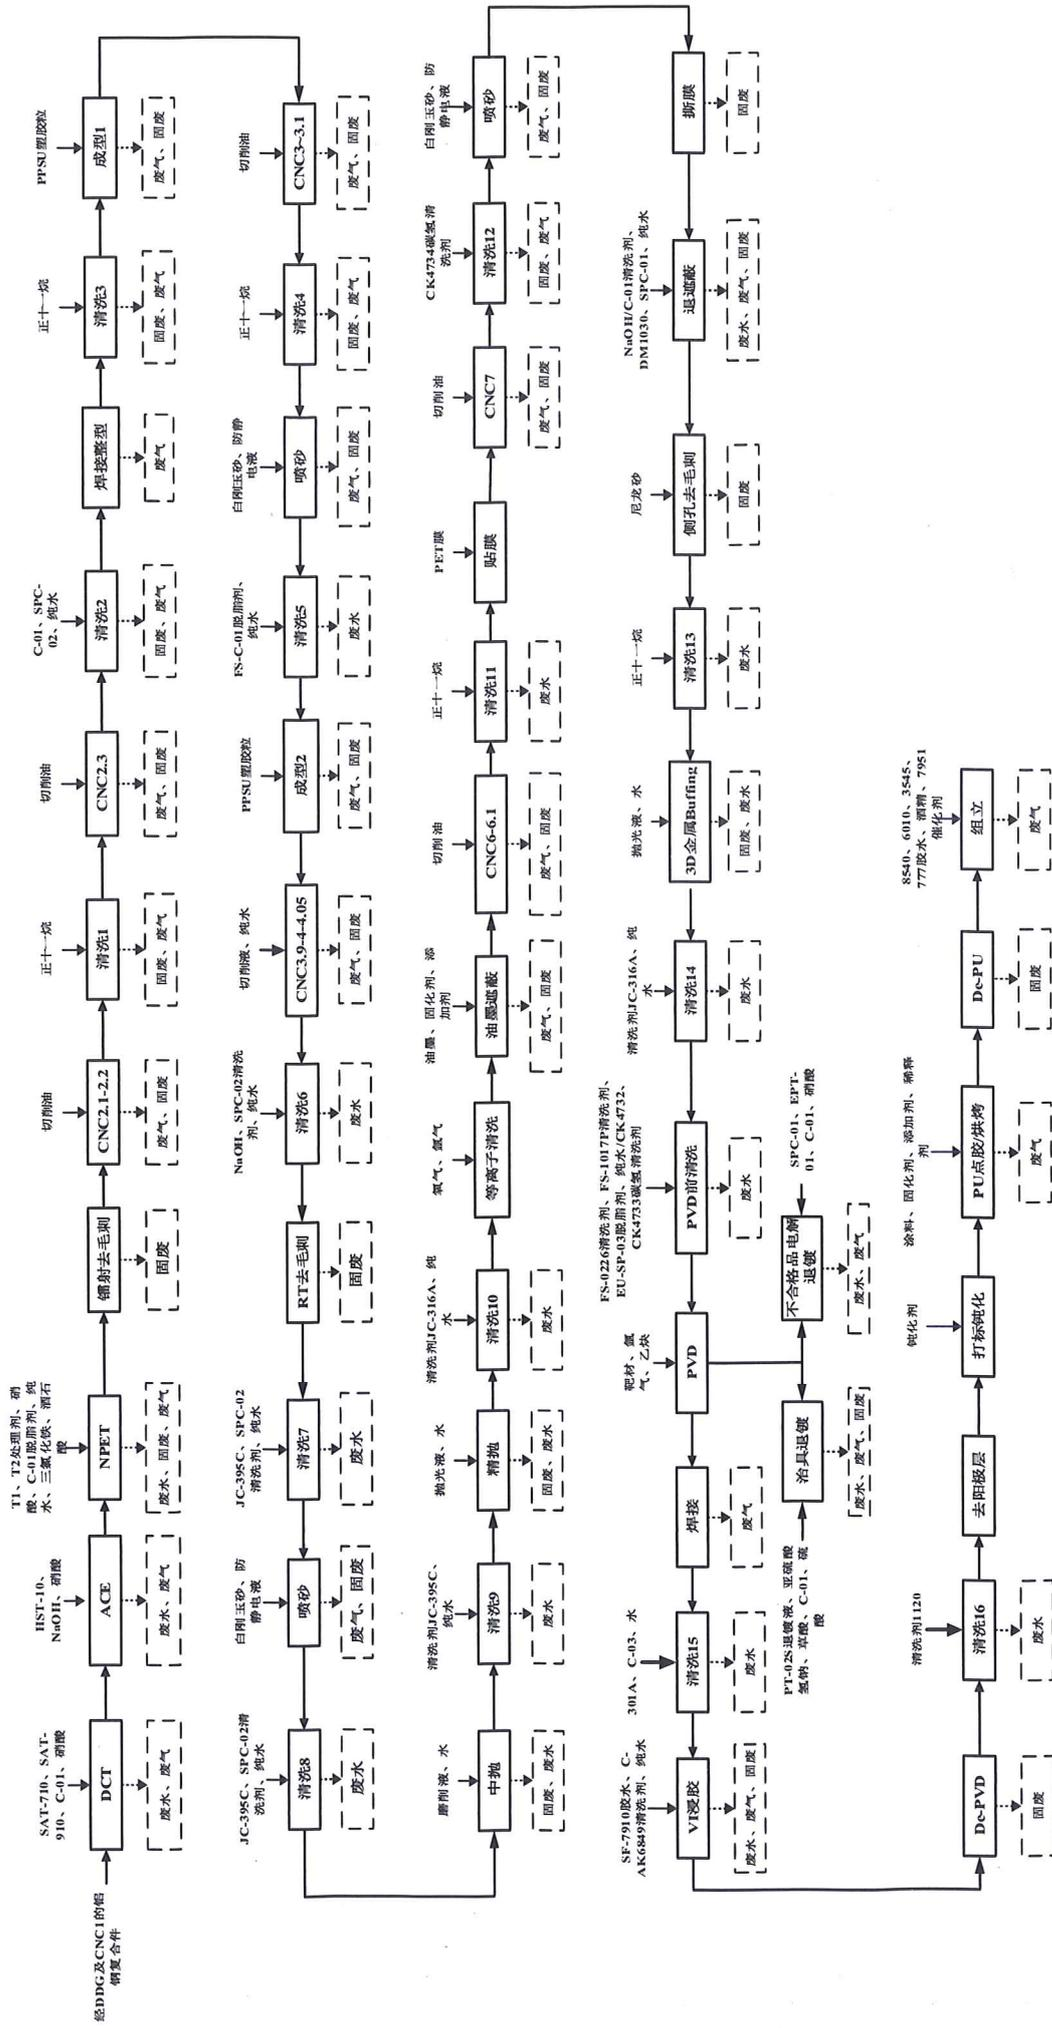 经DDG及CNC1的铝
钢复合件
SAT-710、SAT-
910、C-01、硝酸
DCT
废水、废气
HST-10、
NaOH、硝酸
ACE
废水、废气
T1、T2处理剂、硝
酸、C-01脱脂剂、纯
水、三氯化铁、酒石
酸
NPET
废水、固废、废气
镭射去毛刺
固废
切削油
CNC2.1-2.2
废气、固废
正十一烷
清洗1
固废、废气
切削油
CNC2.3
废气、固废
C-01、SPC-
02、纯水
清洗2
固废、废气
焊接整型
废气
正十一烷
清洗3
固废、废气
PPSU塑胶粒
成型1
废气、固废
切削油
CNC3-3.1
废气、固废
正十一烷
清洗4
固废、废气
白刚玉砂、防静
电液
喷砂
废气、固废
FS-C-01脱脂剂、
纯水
清洗5
废水
PPSU塑胶粒
成型2
废气、固废
切削液、纯水
CNC3.9-4-4.05
废气、固废
NaOH、SPC-02清洗
剂、纯水
清洗6
废水
RT去毛刺
固废
JC-395C、SPC-02
清洗剂、纯水
清洗7
废水
白刚玉砂、防
静电液
喷砂
废气、固废
JC-395C、SPC-02清
洗剂、纯水
清洗8
废水
磨削液、水
中抛
固废、废水
清洗剂JC-395C、
纯水
清洗9
废水
抛光液、水
精抛
固废、废水
清洗剂JC-316A、纯
水
清洗10
废水
氧气、氩气
等离子清洗
油墨、固化剂、添
加剂
油墨遮蔽
废气、固废
切削油
CNC6-6.1
废气、固废
正十一烷
清洗11
废水
PET膜
贴膜
切削油
CNC7
废气、固废
CK4734碳氢清
洗剂
清洗12
固废、废气
白刚玉砂、防
静电液
喷砂
废气、固废
撕膜
固废
NaOH/C-01清洗剂、
DM1030、SPC-01、纯水
退遮蔽
废水、废气、固废
尼龙砂
侧孔去毛刺
固废
正十一烷
清洗13
废水
抛光液、水
3D金属Buffing
固废、废水
清洗剂JC-316A、纯
水
清洗14
废水
FS-0226清洗剂、FS-1017P清洗剂、
EU-SP-03脱脂剂、纯水/CK4732、
CK4733碳氢清洗剂
PVD前清洗
废水
靶材、氩
气、乙炔
PVD
SPC-01、EPT-
01、C-01、硝酸
不合格品电解
退镀
废水、废气
PT-02S退镀液、亚硫酸
氢钠、草酸、C-01、硫
酸
治具退镀
废水、废气、固废
焊接
废气
301A、C-03、水
清洗15
废水
SF-7910胶水、C-
AK6849清洗剂、纯水
VI浸胶
废水、废气、固废
De-PVD
固废
清洗剂1120
清洗16
废水
去阳极层
钝化剂
打标钝化
涂料、固化剂、添加剂、稀释
剂
PU点胶/烘烤
废气
De-PU
固废
8540、6010、3545、
777胶水、酒精、7951
催化剂
组立
废气